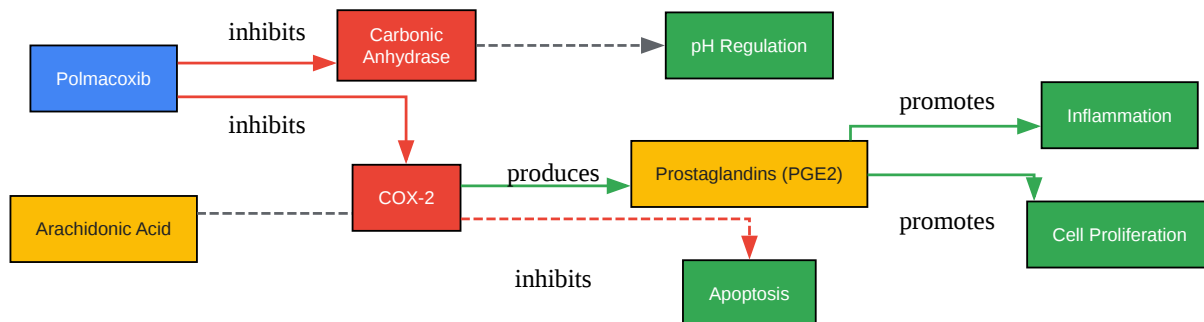 inhibits
Carbonic
Anhydrase
pH Regulation
Polmacoxib
inhibits
promotes
Inflammation
COX-2
produces
Prostaglandins (PGE2)
Arachidonic Acid
promotes
Cell Proliferation
inhibits
Apoptosis